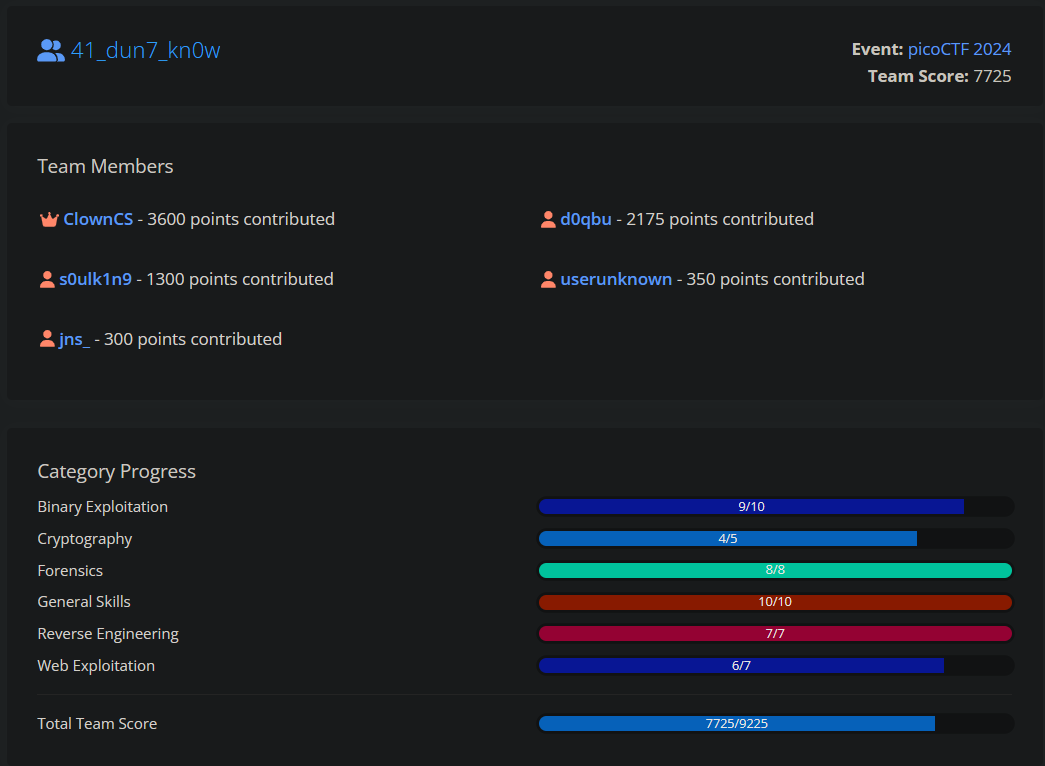 41_dun7_kn0w
Event: picoCTF 2024
Team Score: 7725
Team Members
ClownCS - 3600 points contributed
d0qbu - 2175 points contributed
s0ulk1n9 - 1300 points contributed
userunknown - 350 points contributed
jns_ - 300 points contributed
Category Progress
Binary Exploitation 9/10
Cryptography 4/5
Forensics 8/8
General Skills 10/10
Reverse Engineering 7/7
Web Exploitation 6/7
Total Team Score 7725/9225